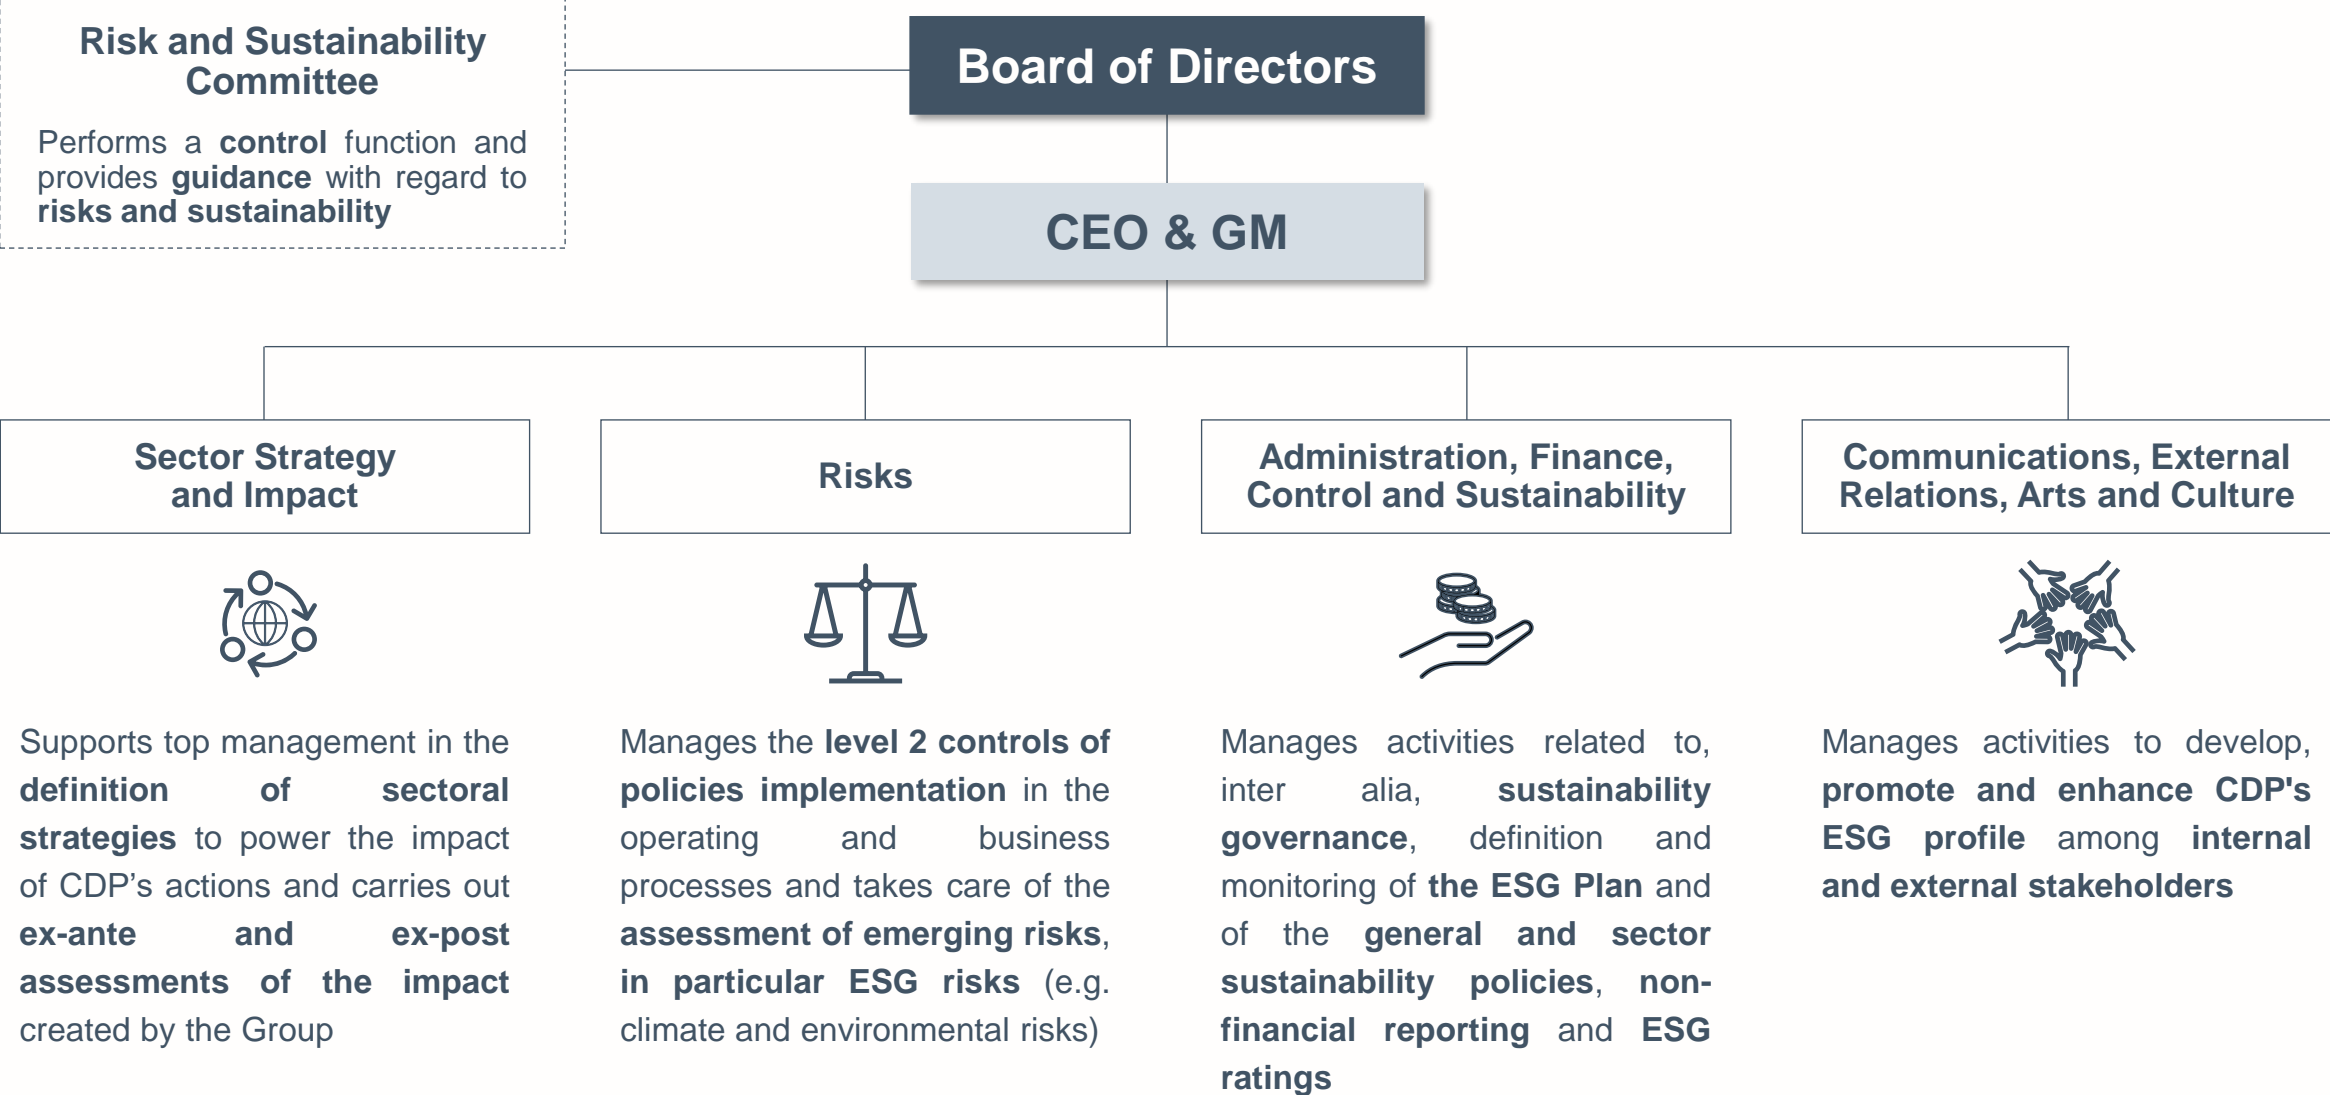 Risk and Sustainability
Committee
Performs a control function and
provides guidance with regard to
risks and sustainability
Board of Directors
CEO & GM
Sector Strategy
and Impact
Supports top management in the
definition of sectoral
strategies to power the impact
of CDP’s actions and carries out
ex-ante and ex-post
assessments of the impact
created by the Group
Risks
Manages the level 2 controls of
policies implementation in the
operating and business
processes and takes care of the
assessment of emerging risks,
in particular ESG risks (e.g.
climate and environmental risks)
Administration, Finance,
Control and Sustainability
Manages activities related to,
inter alia, sustainability
governance, definition and
monitoring of the ESG Plan and
of the general and sector
sustainability policies, non-
financial reporting and ESG
ratings
Communications, External
Relations, Arts and Culture
Manages activities to develop,
promote and enhance CDP's
ESG profile among internal
and external stakeholders